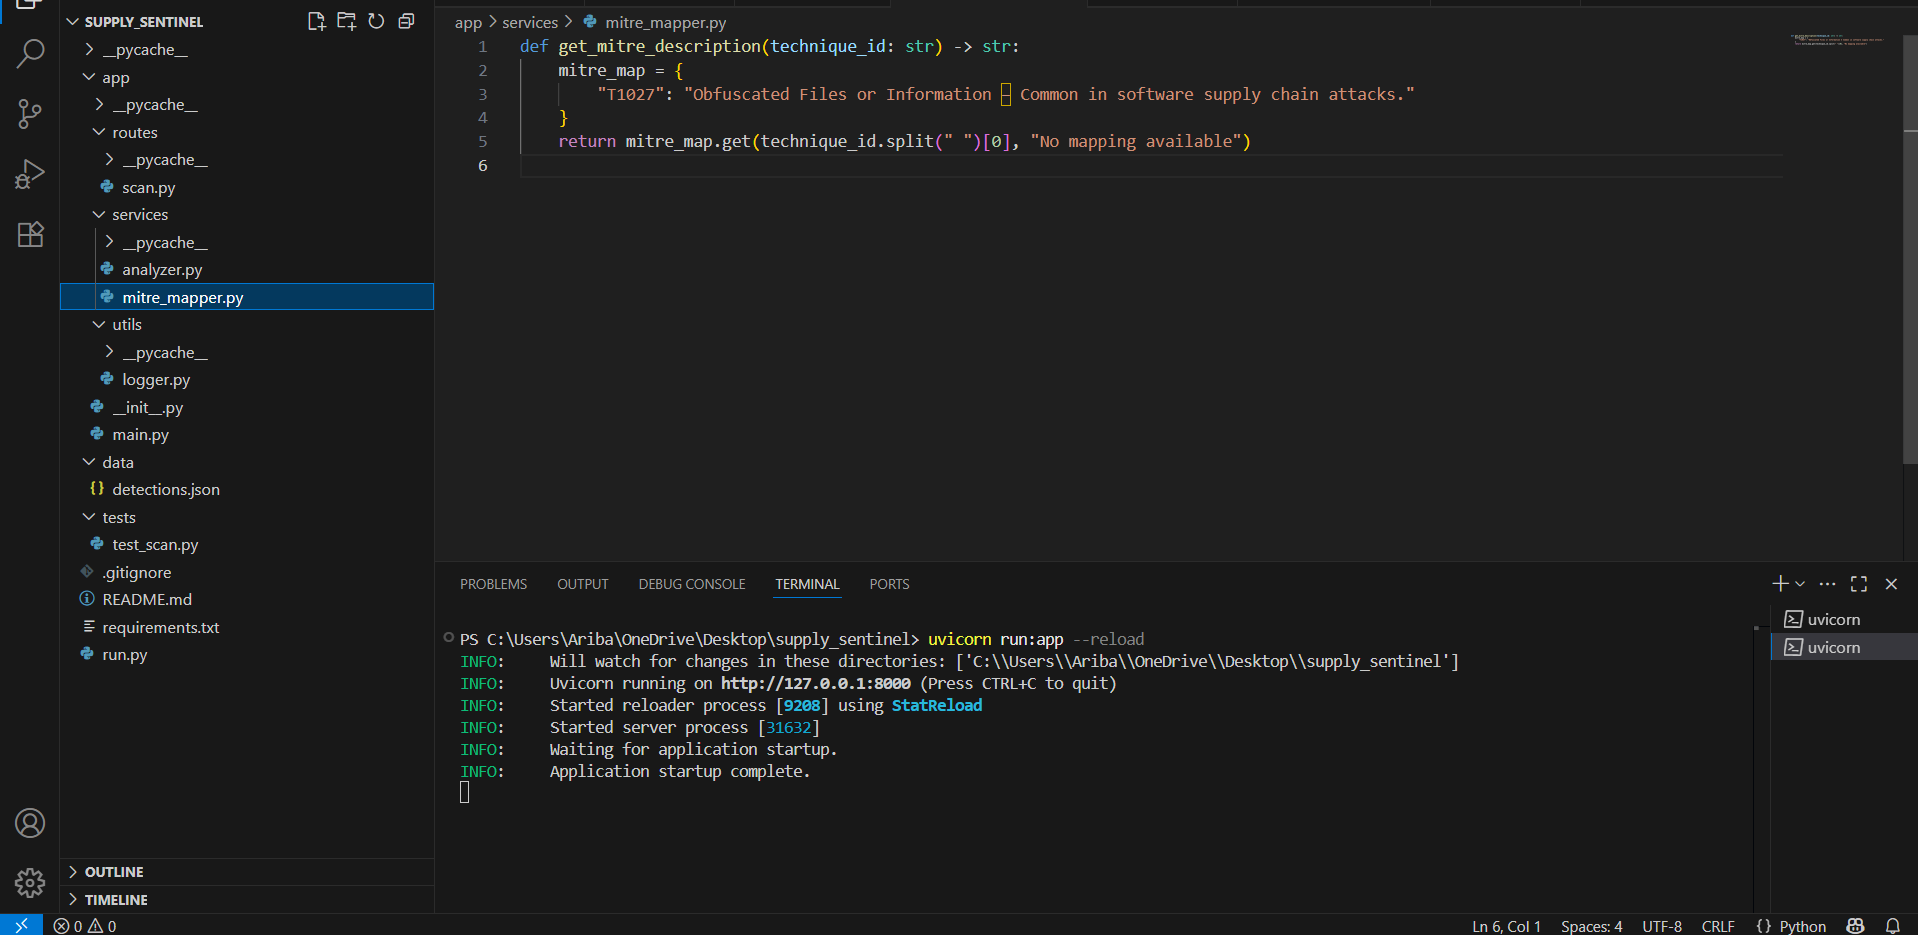 SUPPLY_SENTINEL
__pycache__
app
__pycache__
routes
__pycache__
scan.py
services
__pycache__
analyzer.py
mitre_mapper.py
utils
__pycache__
logger.py
__init__.py
main.py
data
{} detections.json
tests
test_scan.py
.gitignore
README.md
requirements.txt
run.py
OUTLINE
TIMELINE
app > services > mitre_mapper.py
1 def get_mitre_description(technique_id: str) -> str:
2 mitre_map = {
3 "T1027": "Obfuscated Files or Information – Common in software supply chain attacks."
4 }
5 return mitre_map.get(technique_id.split(" ")[0], "No mapping available")
6
PROBLEMS OUTPUT DEBUG CONSOLE TERMINAL PORTS
PS C:\Users\Ariba\OneDrive\Desktop\supply_sentinel> uvicorn run:app --reload
INFO: Will watch for changes in these directories: ['C:\\Users\\Ariba\\OneDrive\\Desktop\\supply_sentinel']
INFO: Uvicorn running on http://127.0.0.1:8000 (Press CTRL+C to quit)
INFO: Started reloader process [9208] using StatReload
INFO: Started server process [31632]
INFO: Waiting for application startup.
INFO: Application startup complete.
uvicorn
uvicorn
0 0 Ln 6, Col 1 Spaces: 4 UTF-8 CRLF {} Python